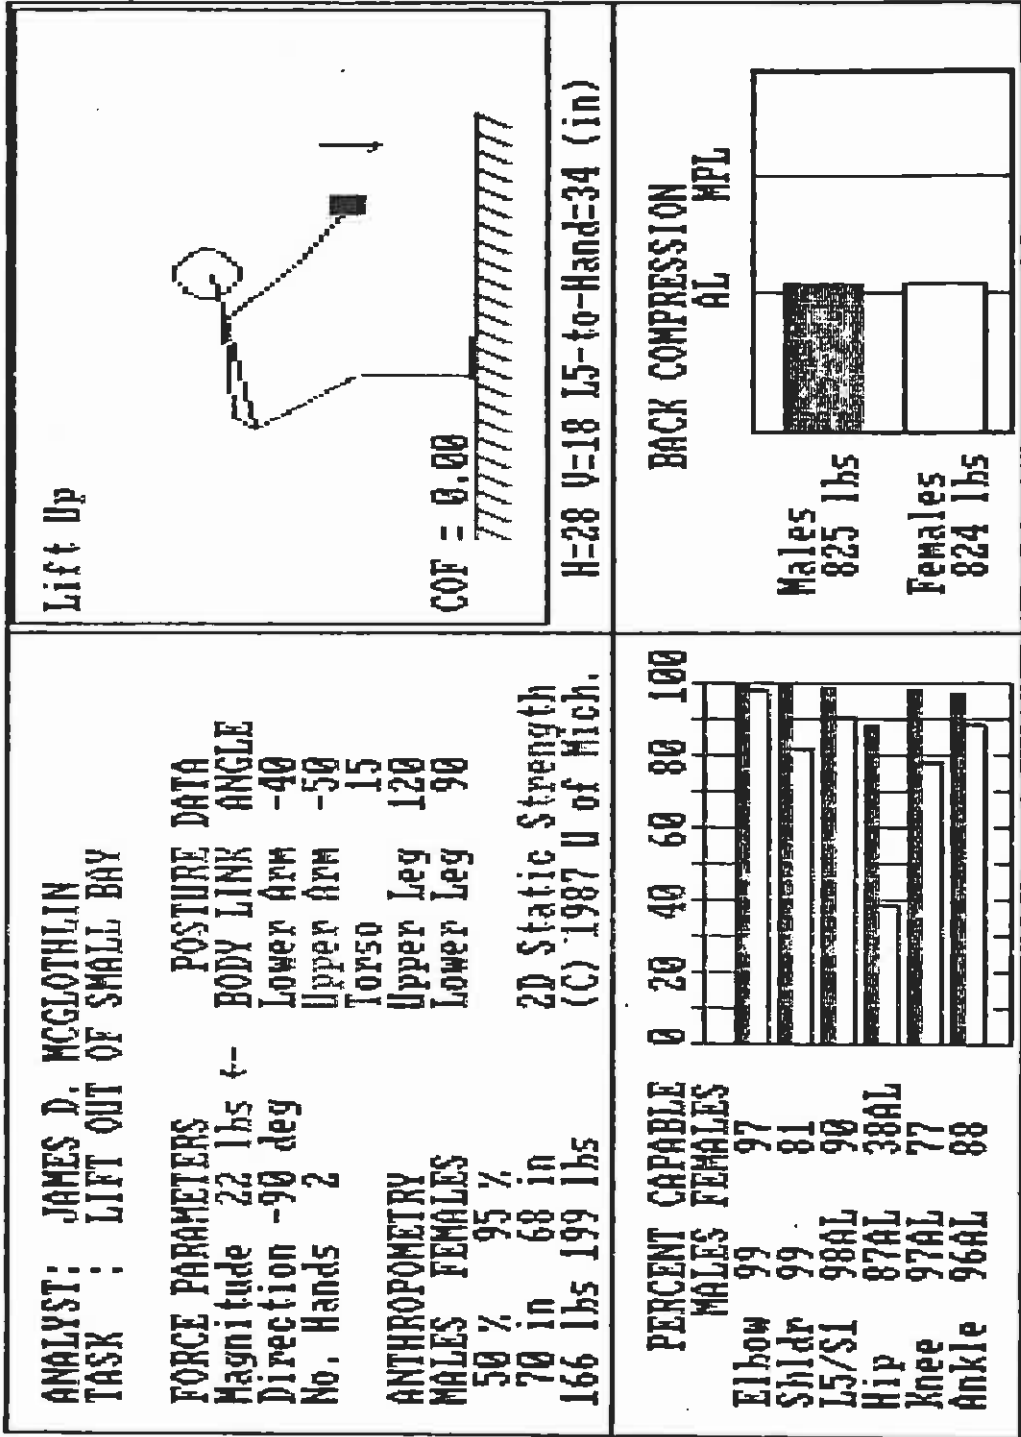 ANALYST: JAMES D. MCGLOTHLIN
TASK : LIFT OUT OF SMALL BAY
FORCE PARAMETERS
Magnitude 22 lbs <-
Direction -90 deg
No. Hands 2
ANTHROPOMETRY
MALES FEMALES
50 % 95 %
70 in 68 in
166 lbs 199 lbs
POSTURE DATA
BODY LINK ANGLE
Lower Arm -40
Upper Arm -50
Torso 15
Upper Leg 120
Lower Leg 90
2D Static Strength
(C) 1987 U of Mich.
Lift Up
COF = 0.00
H=28 V=18 L5-to-Hand=34 (in)
PERCENT CAPABLE
MALES FEMALES
Elbow 99 97
Shldr 99 81
L5/S1 98AL 90
Hip 87AL 38AL
Knee 97AL 77
Ankle 96AL 88
0 20 40 60 80 100
BACK COMPRESSION
AL MPL
Males
825 lbs
Females
824 lbs